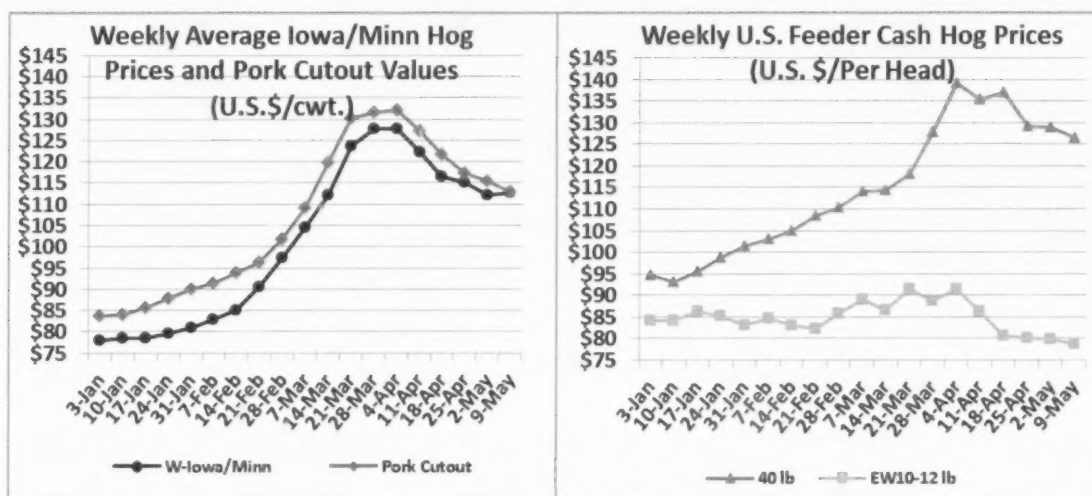 Weekly Average Iowa/Minn Hog
Prices and Pork Cutout Values
(U.S.$/cwt.)
$145
$140
$135
$130
$125
$120
$115
$110
$105
$100
$95
$90
$85
$80
$75
3-Jan
10-Jan
17-Jan
24-Jan
31-Jan
7-Feb
14-Feb
21-Feb
28-Feb
7-Mar
14-Mar
21-Mar
28-Mar
4-Apr
11-Apr
18-Apr
25-Apr
2-May
9-May
W-Iowa/Minn
Pork Cutout
Weekly U.S. Feeder Cash Hog Prices
(U.S. $/Per Head)
$145
$140
$135
$130
$125
$120
$115
$110
$105
$100
$95
$90
$85
$80
$75
3-Jan
10-Jan
17-Jan
24-Jan
31-Jan
7-Feb
14-Feb
21-Feb
28-Feb
7-Mar
14-Mar
21-Mar
28-Mar
4-Apr
11-Apr
18-Apr
25-Apr
2-May
9-May
40 lb
EW10-12 lb